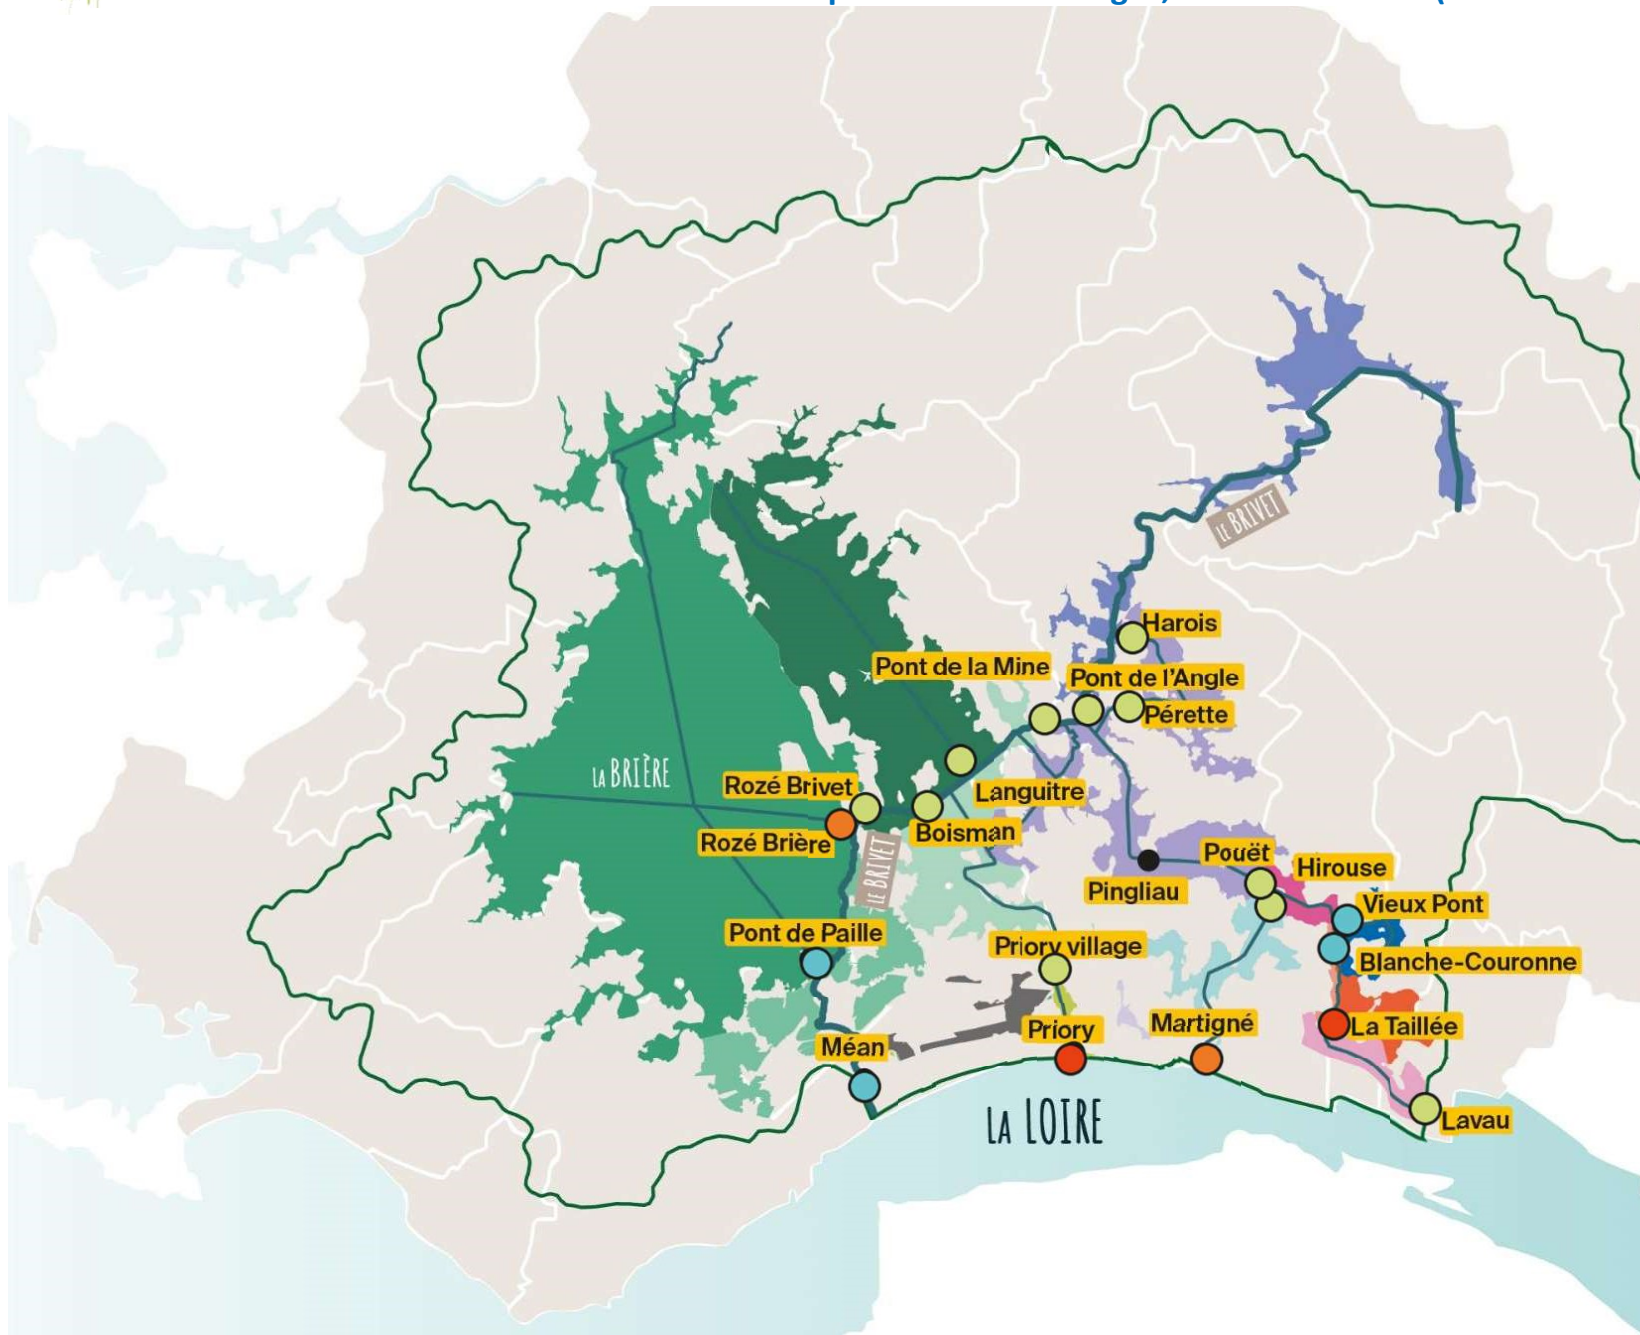 LE BRIVET
Harois
Pont de la Mine
Pont de l'Angle
Pérette
LA BRIÈRE
Rozé Brivet
Languitre
Rozé Brière
Boisman
LE BRIVET
Pouët
Hirouse
Pingliau
Vieux Pont
Pont de Paille
Priory village
Blanche-Couronne
Priory
Martigné
La Taillée
Méan
LA LOIRE
Lavau